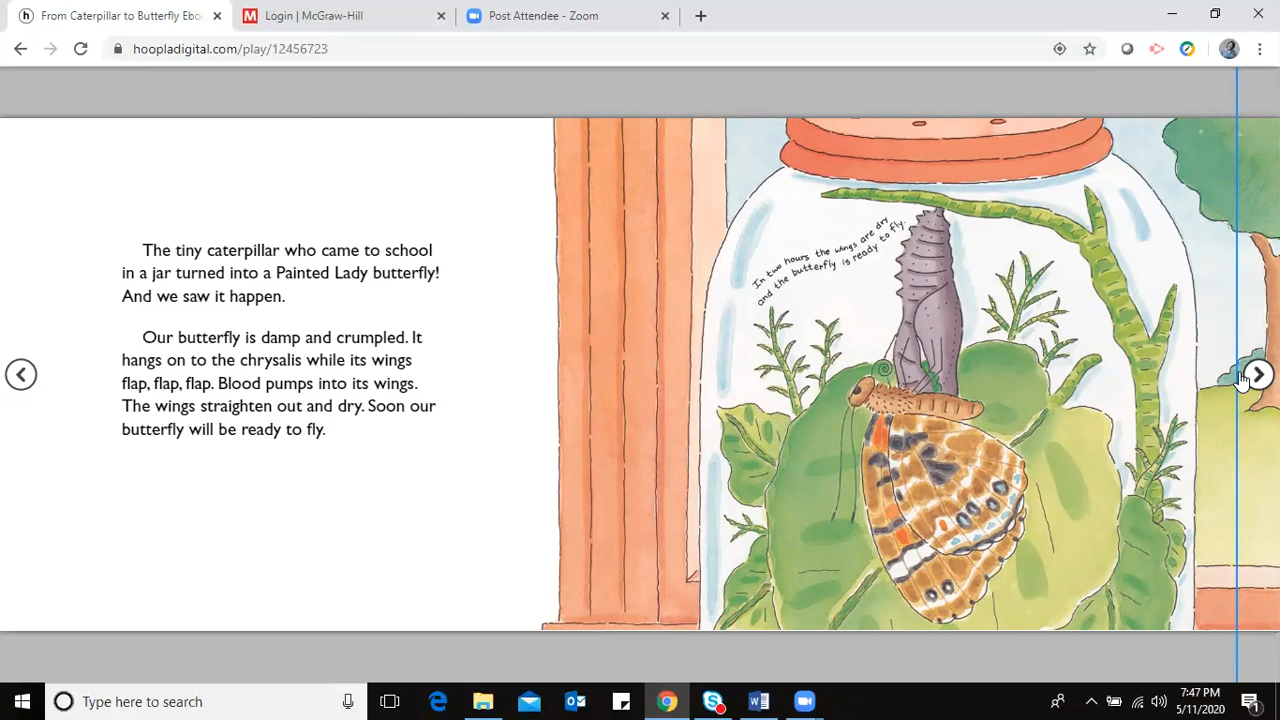 From Caterpillar to Butterfly Ebo
Login | McGraw-Hill
Post Attendee - Zoom
hoopladigital.com/play/12456723
The tiny caterpillar who came to school
in a jar turned into a Painted Lady butterfly!
And we saw it happen.
Our butterfly is damp and crumpled. It
hangs on to the chrysalis while its wings
flap, flap, flap. Blood pumps into its wings.
The wings straighten out and dry. Soon our
butterfly will be ready to fly.
In two hours the wings are dry
and the butterfly is ready to fly.
Type here to search
7:47 PM
5/11/2020